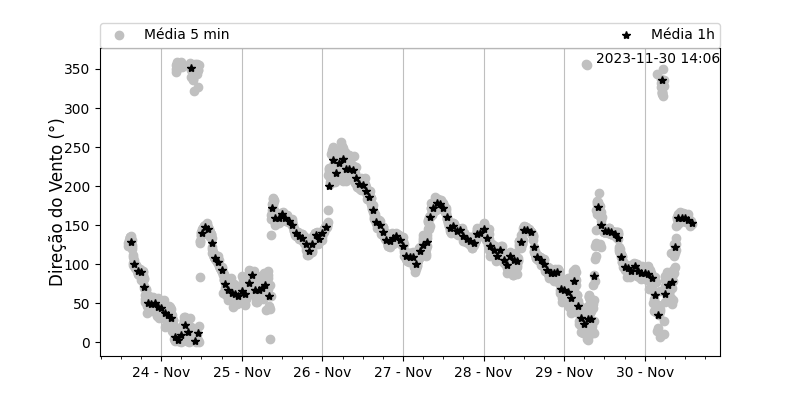 Média 5 min
Média 1h
2023-11-30 14:06
Direção do Vento (°)
350
300
250
200
150
100
50
0
24 - Nov
25 - Nov
26 - Nov
27 - Nov
28 - Nov
29 - Nov
30 - Nov